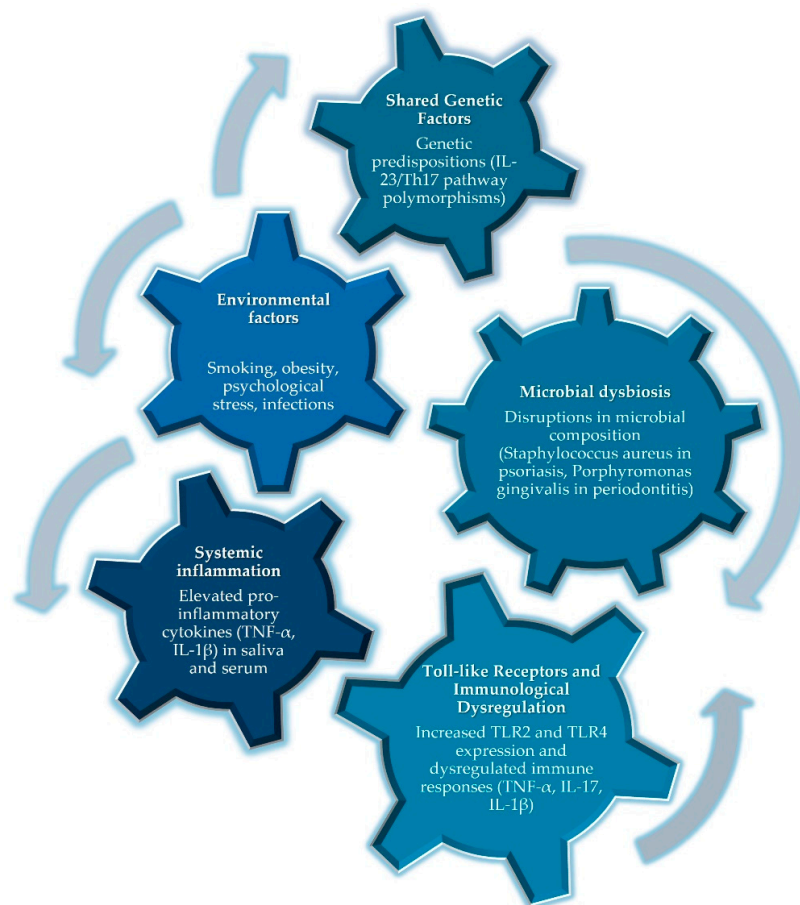 Shared Genetic
Factors
Genetic
predispositions (IL-
23/Th17 pathway
polymorphisms)
Environmental
factors
Smoking, obesity,
psychological
stress, infections
Microbial dysbiosis
Disruptions in microbial
composition
(Staphylococcus aureus in
psoriasis, Porphyromonas
gingivalis in periodontitis)
Systemic
inflammation
Elevated pro-
inflammatory
cytokines (TNF-α,
IL-1β) in saliva
and serum
Toll-like Receptors and
Immunological
Dysregulation
Increased TLR2 and TLR4
expression and
dysregulated immune
responses (TNF-α, IL-17,
IL-1β)